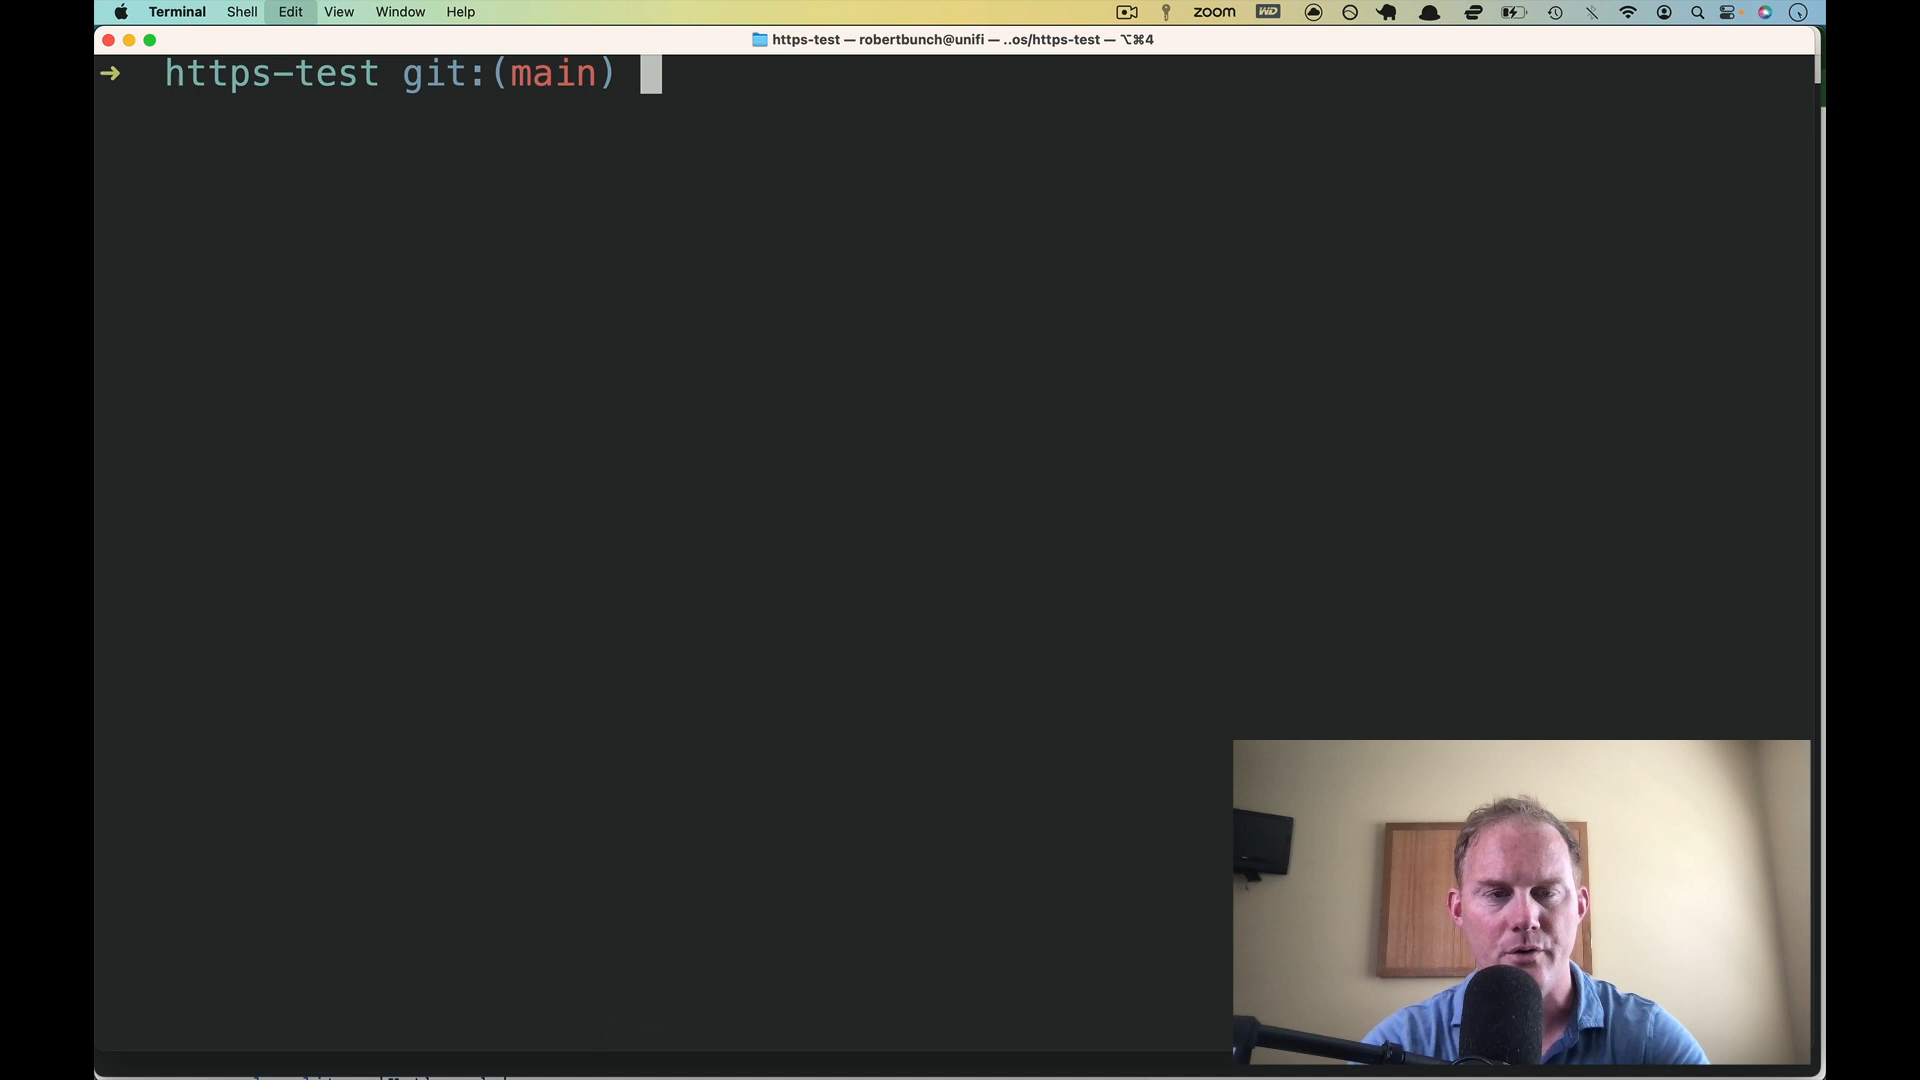 Terminal Shell Edit View Window Help zoom WD
https-test — robertbunch@unifi — ..os/https-test — ⌥⌘4
➜ https-test git:(main)